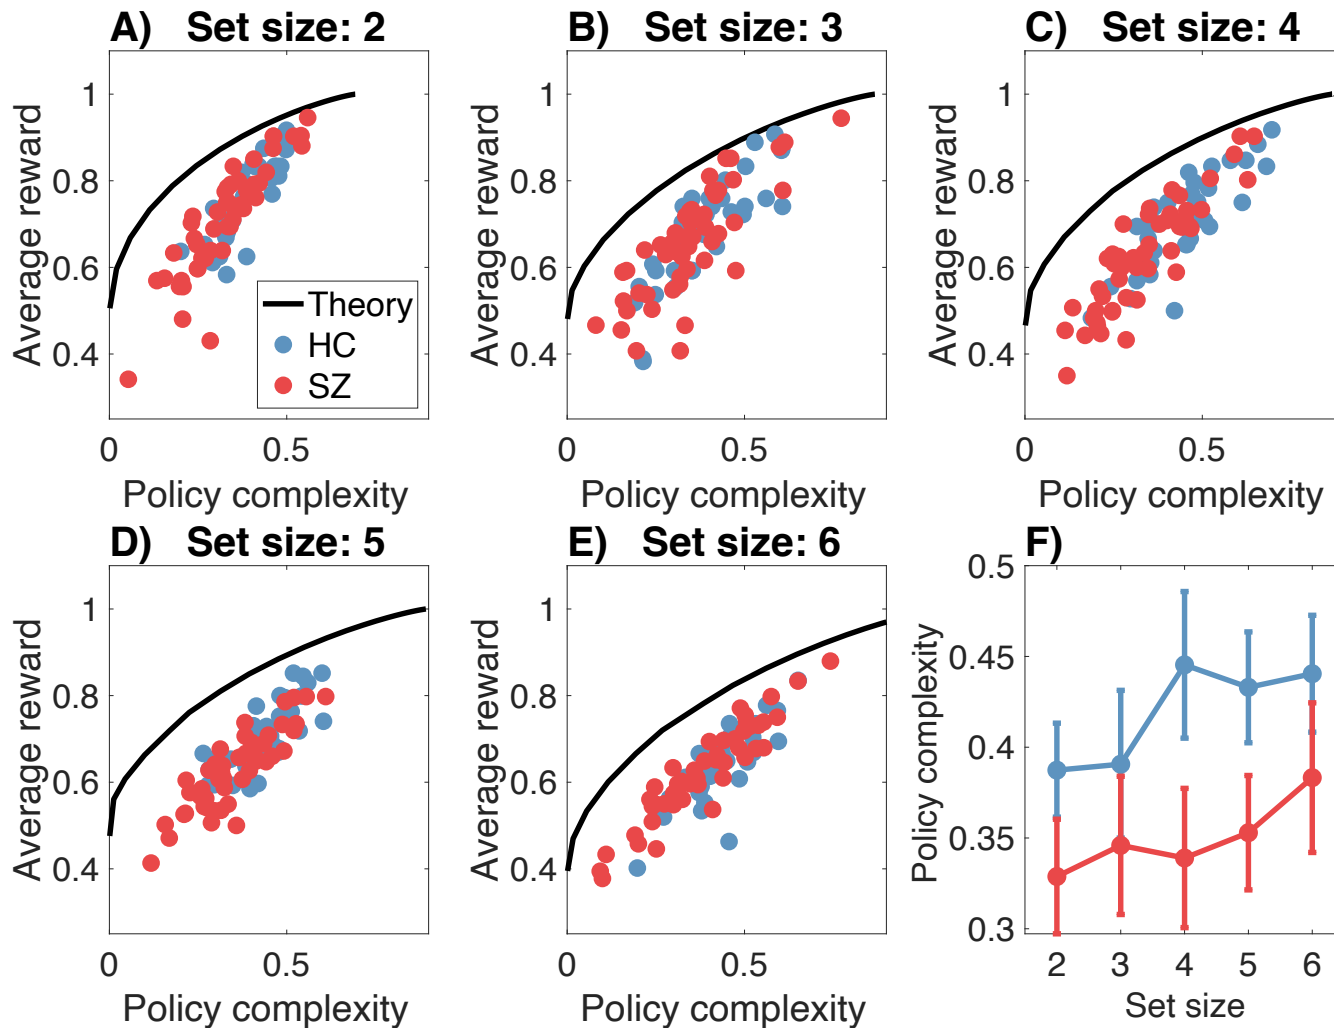 A) Set size: 2
Average reward
1
0.8
0.6
0.4
0
0.5
Policy complexity
Theory
HC
SZ
B) Set size: 3
Average reward
1
0.8
0.6
0.4
0
0.5
Policy complexity
C) Set size: 4
Average reward
1
0.8
0.6
0.4
0
0.5
Policy complexity
D) Set size: 5
Average reward
1
0.8
0.6
0.4
0
0.5
Policy complexity
E) Set size: 6
Average reward
1
0.8
0.6
0.4
0
0.5
Policy complexity
F)
Policy complexity
0.5
0.45
0.4
0.35
0.3
2 3 4 5 6
Set size